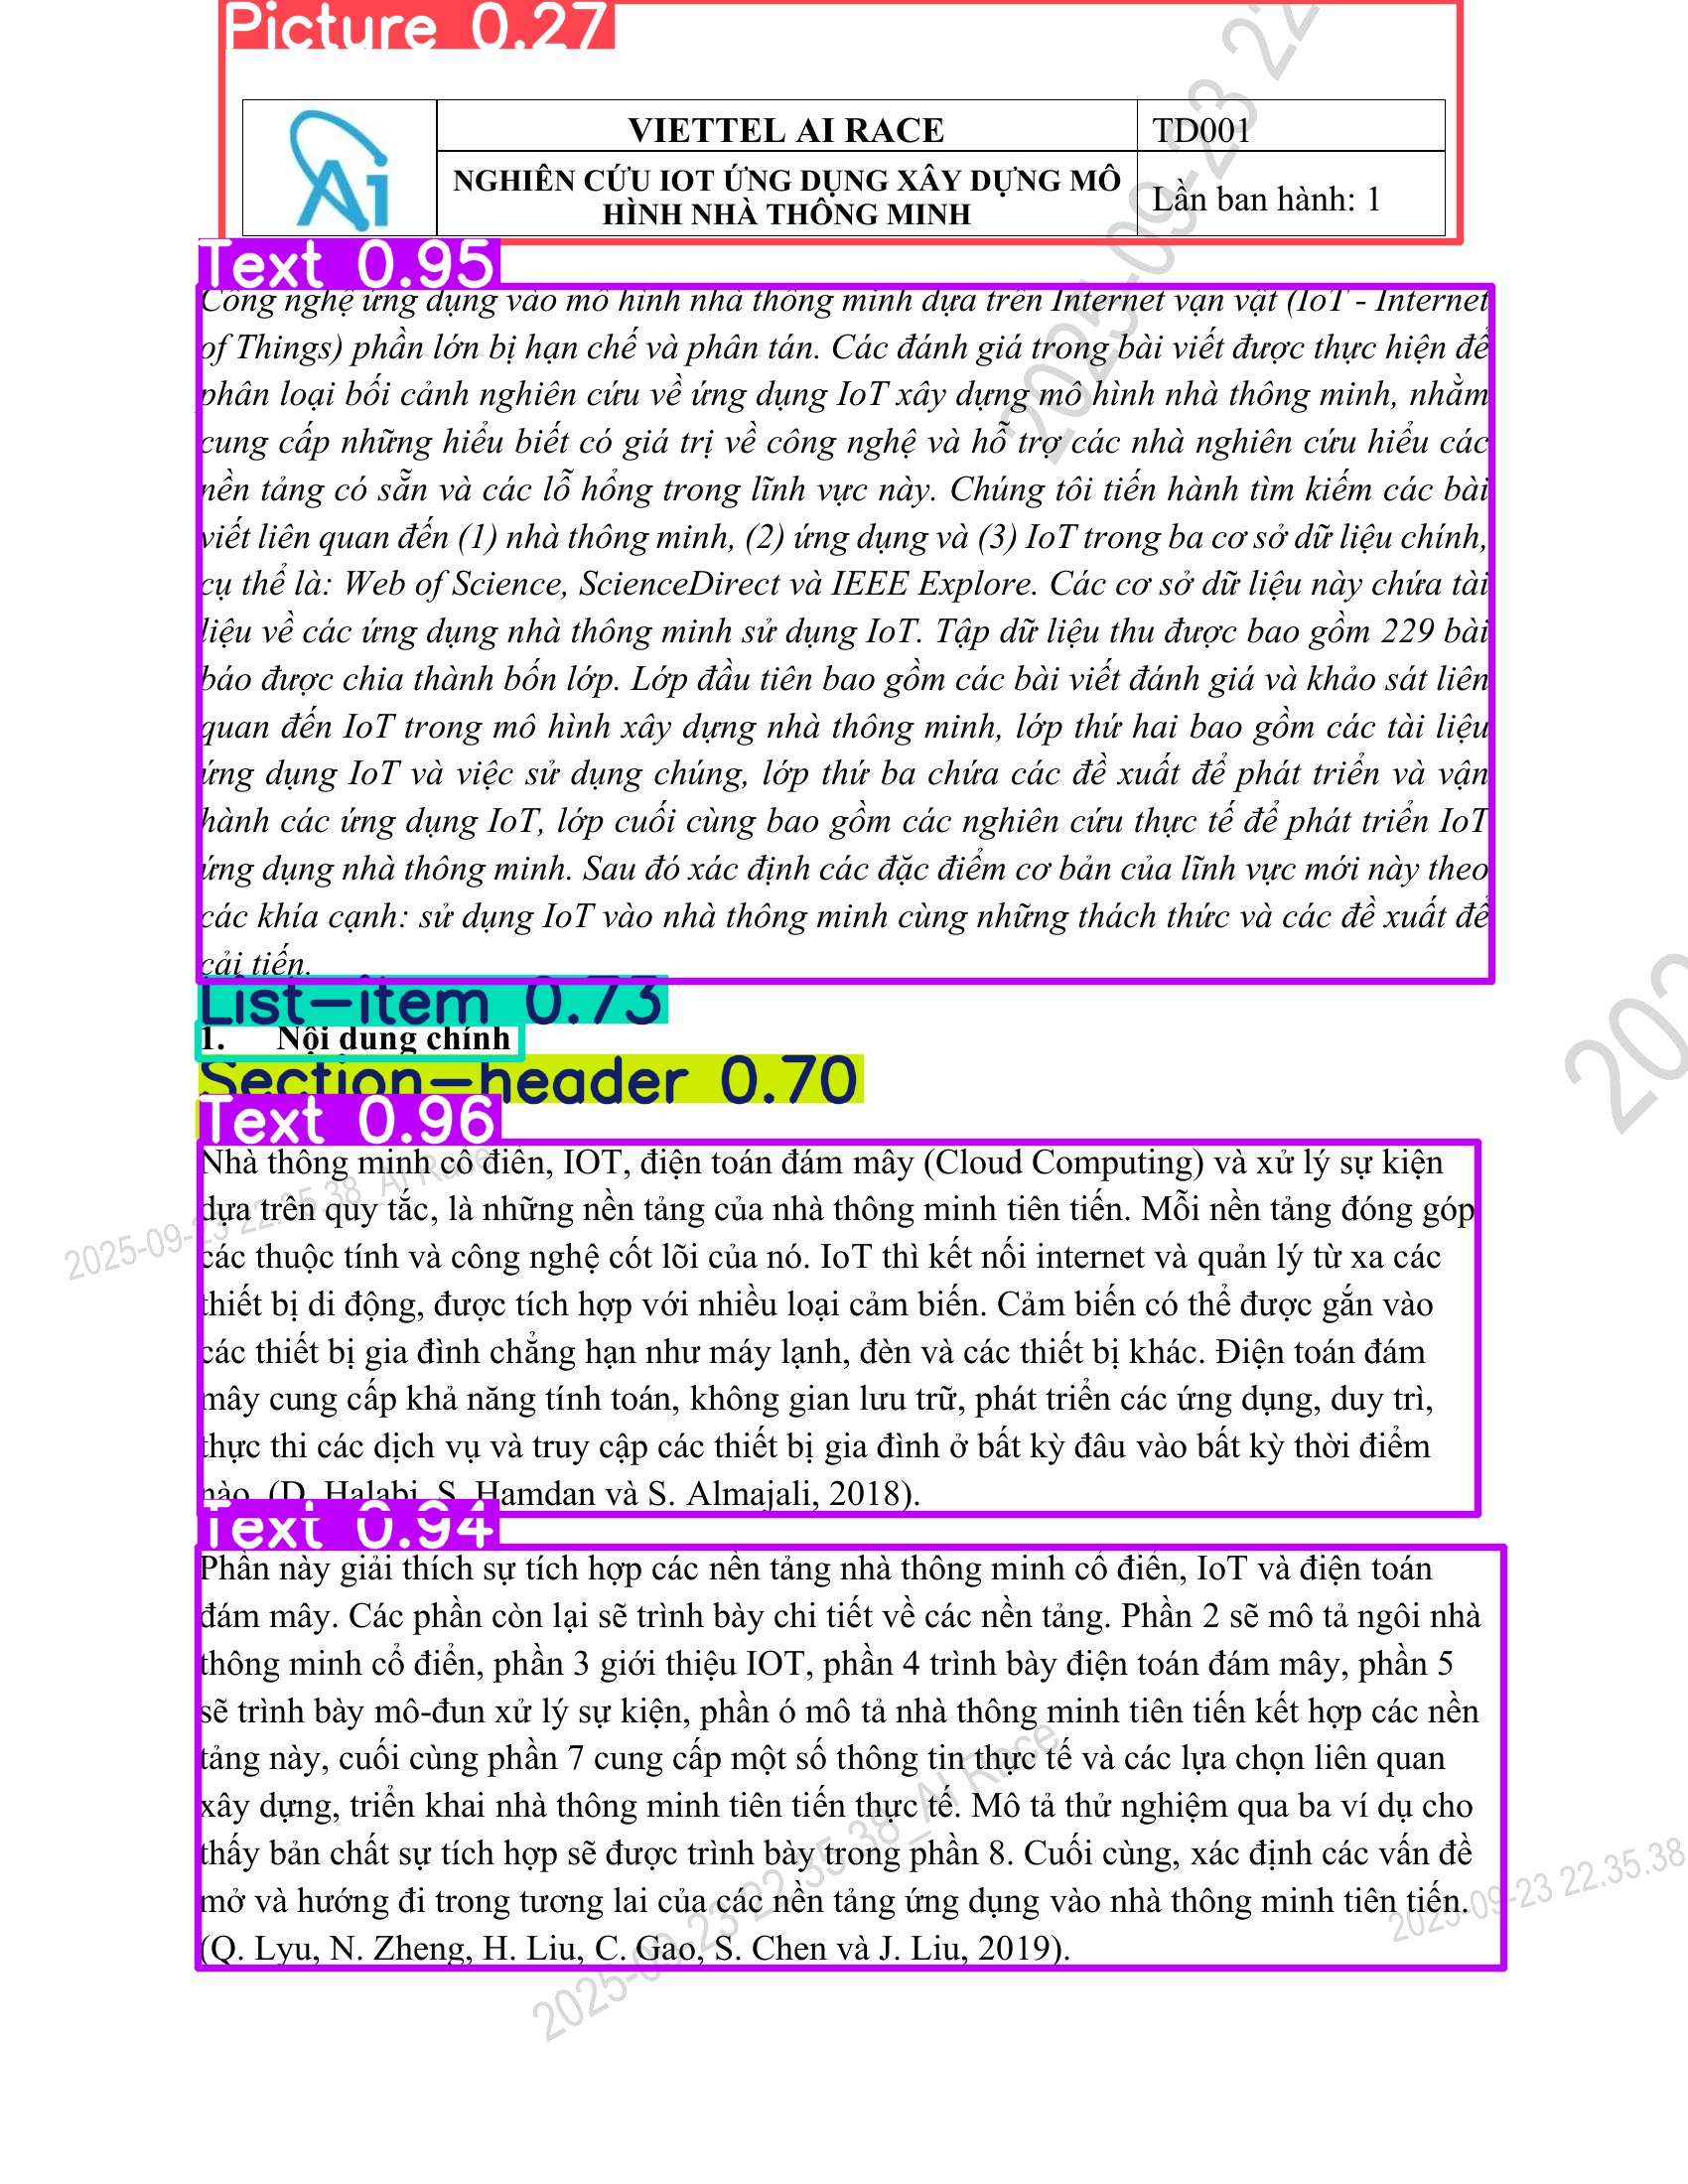 Picture 0.27
Ai
VIETTEL AI RACE
TD001
NGHIÊN CỨU IOT ỨNG DỤNG XÂY DỰNG MÔ
HÌNH NHÀ THÔNG MINH
Lần ban hành: 1
2025-09-23 22
Text 0.95
Công nghệ ứng dụng vào mô hình nhà thông minh dựa trên Internet vạn vật (IoT - Internet
of Things) phần lớn bị hạn chế và phân tán. Các đánh giá trong bài viết được thực hiện để
phân loại bối cảnh nghiên cứu về ứng dụng IoT xây dựng mô hình nhà thông minh, nhằm
cung cấp những hiểu biết có giá trị về công nghệ và hỗ trợ các nhà nghiên cứu hiểu các
nền tảng có sẵn và các lỗ hổng trong lĩnh vực này. Chúng tôi tiến hành tìm kiếm các bài
viết liên quan đến (1) nhà thông minh, (2) ứng dụng và (3) IoT trong ba cơ sở dữ liệu chính,
cụ thể là: Web of Science, ScienceDirect và IEEE Explore. Các cơ sở dữ liệu này chứa tài
liệu về các ứng dụng nhà thông minh sử dụng IoT. Tập dữ liệu thu được bao gồm 229 bài
báo được chia thành bốn lớp. Lớp đầu tiên bao gồm các bài viết đánh giá và khảo sát liên
quan đến IoT trong mô hình xây dựng nhà thông minh, lớp thứ hai bao gồm các tài liệu
ứng dụng IoT và việc sử dụng chúng, lớp thứ ba chứa các đề xuất để phát triển và vận
hành các ứng dụng IoT, lớp cuối cùng bao gồm các nghiên cứu thực tế để phát triển IoT
ứng dụng nhà thông minh. Sau đó xác định các đặc điểm cơ bản của lĩnh vực mới này theo
các khía cạnh: sử dụng IoT vào nhà thông minh cùng những thách thức và các đề xuất để
cải tiến.
202
List-item 0.73
1. Nội dung chính
Section-header 0.70
Text 0.96
Nhà thông minh cổ điển, IOT, điện toán đám mây (Cloud Computing) và xử lý sự kiện
dựa trên quy tắc, là những nền tảng của nhà thông minh tiên tiến. Mỗi nền tảng đóng góp
các thuộc tính và công nghệ cốt lõi của nó. IoT thì kết nối internet và quản lý từ xa các
thiết bị di động, được tích hợp với nhiều loại cảm biến. Cảm biến có thể được gắn vào
các thiết bị gia đình chẳng hạn như máy lạnh, đèn và các thiết bị khác. Điện toán đám
mây cung cấp khả năng tính toán, không gian lưu trữ, phát triển các ứng dụng, duy trì,
thực thi các dịch vụ và truy cập các thiết bị gia đình ở bất kỳ đâu vào bất kỳ thời điểm
nào. (D. Halabi, S. Hamdan và S. Almajali, 2018).
2025-09-23 22.35.38_AI Race
Text 0.94
Phần này giải thích sự tích hợp các nền tảng nhà thông minh cổ điển, IoT và điện toán
đám mây. Các phần còn lại sẽ trình bày chi tiết về các nền tảng. Phần 2 sẽ mô tả ngôi nhà
thông minh cổ điển, phần 3 giới thiệu IOT, phần 4 trình bày điện toán đám mây, phần 5
sẽ trình bày mô-đun xử lý sự kiện, phần ó mô tả nhà thông minh tiên tiến kết hợp các nền
tảng này, cuối cùng phần 7 cung cấp một số thông tin thực tế và các lựa chọn liên quan
xây dựng, triển khai nhà thông minh tiên tiến thực tế. Mô tả thử nghiệm qua ba ví dụ cho
thấy bản chất sự tích hợp sẽ được trình bày trong phần 8. Cuối cùng, xác định các vấn đề
mở và hướng đi trong tương lai của các nền tảng ứng dụng vào nhà thông minh tiên tiến.
(Q. Lyu, N. Zheng, H. Liu, C. Gao, S. Chen và J. Liu, 2019).
2025-09-23 22.35.38_AI Race
2025-09-23 22.35.38